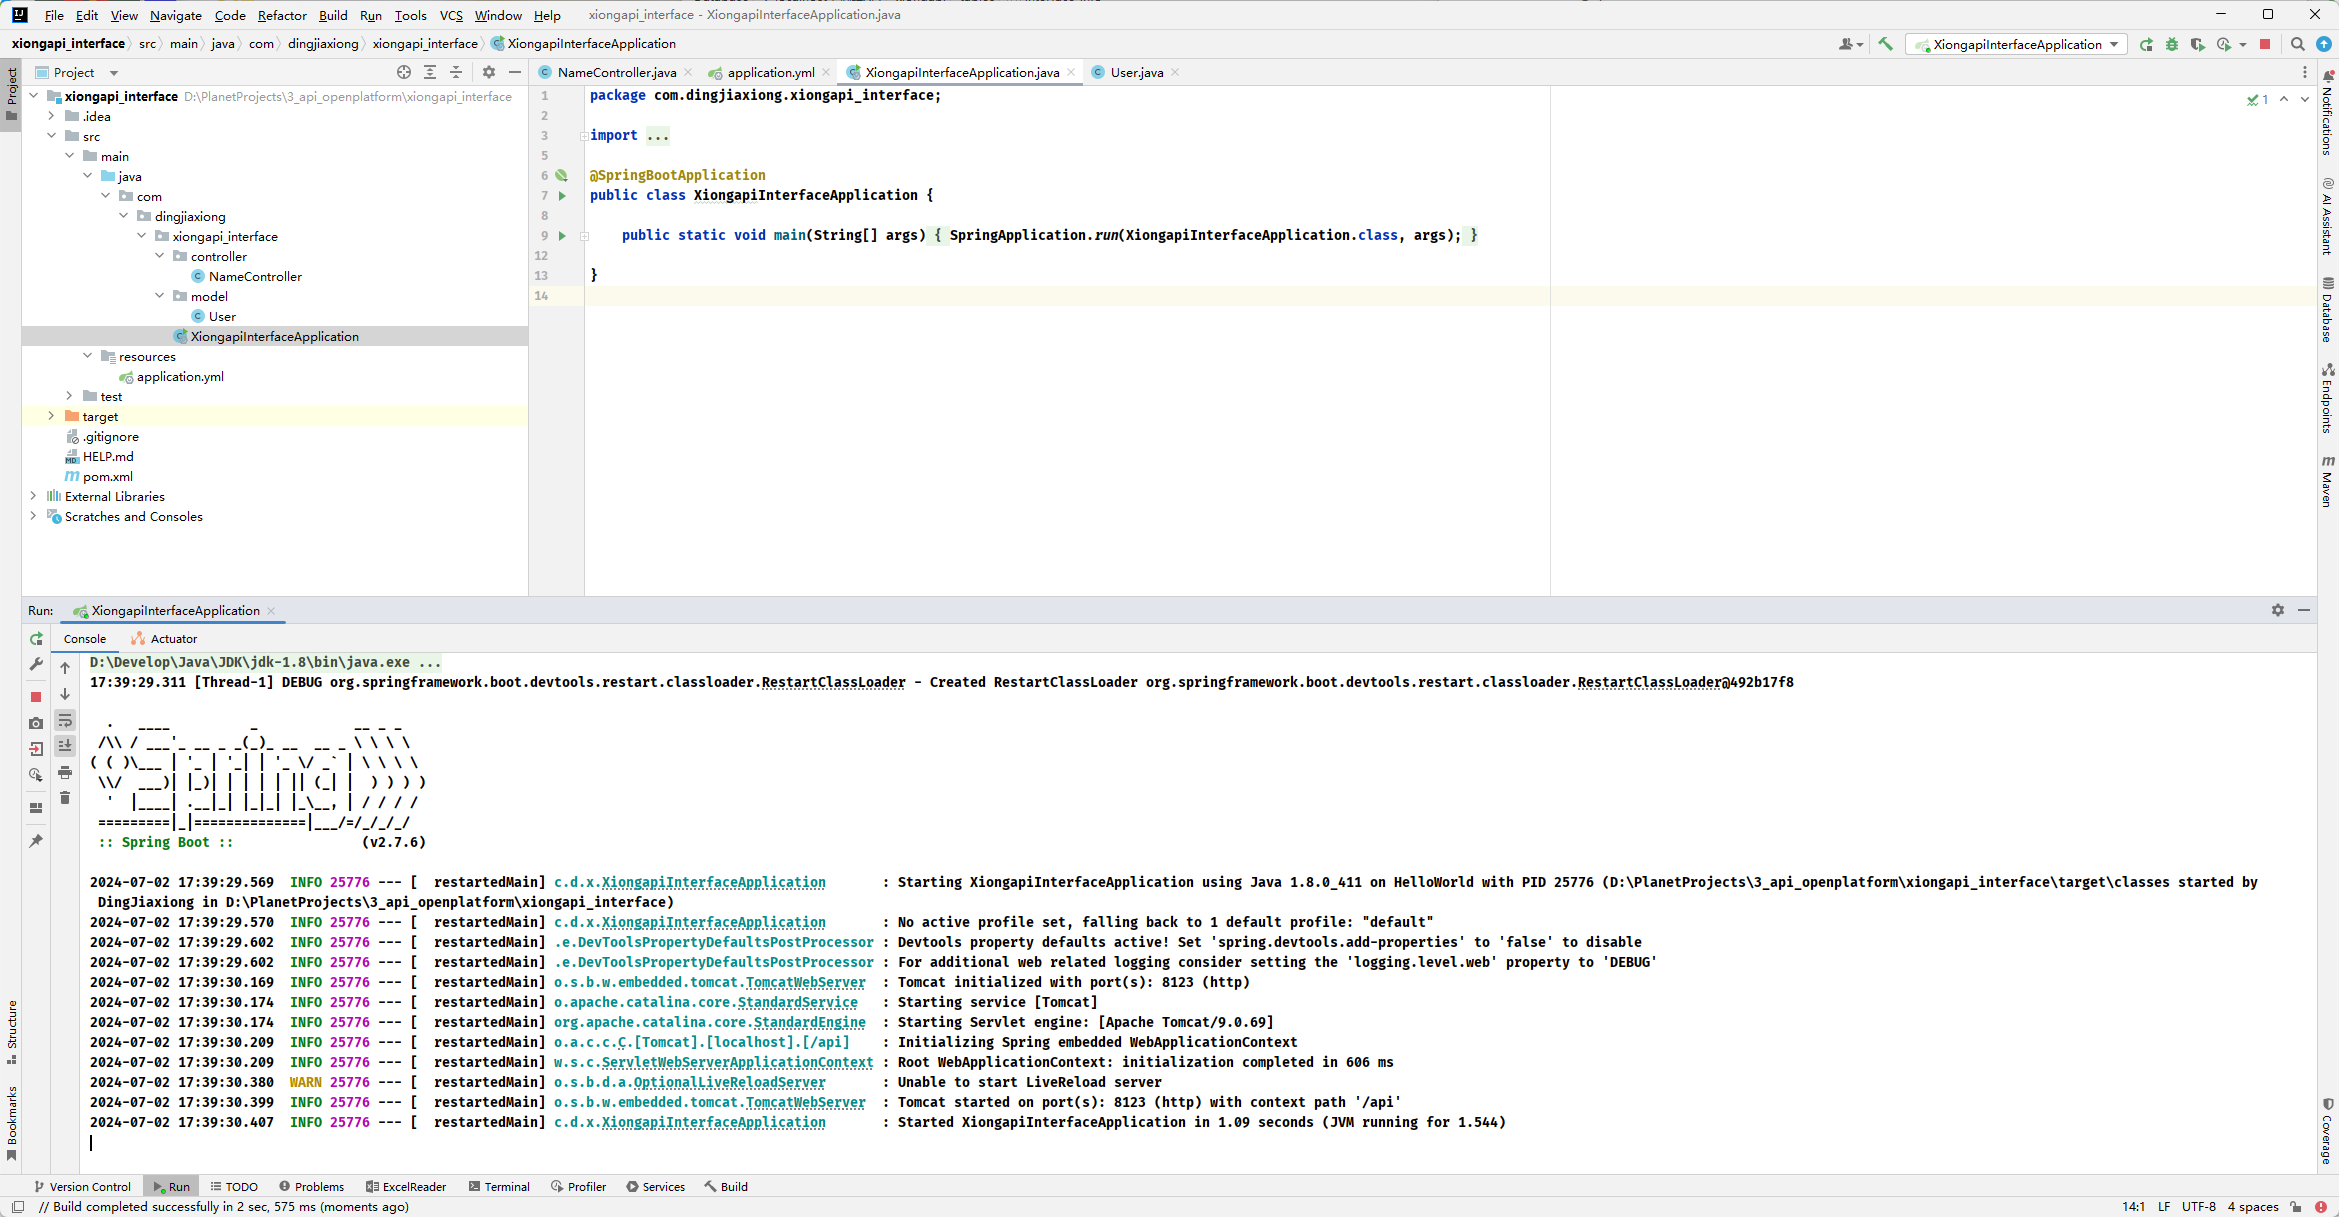 File Edit View Navigate Code Refactor Build Run Tools VCS Window Help xiongapi_interface - XiongapiInterfaceApplication.java
xiongapi_interface src main java com dingjiaxiong xiongapi_interface XiongapiInterfaceApplication
XiongapiInterfaceApplication
Project
NameController.java application.yml XiongapiInterfaceApplication.java User.java
Project
xiongapi_interface D:\PlanetProjects\3_api_openplatform\xiongapi_interface
.idea
src
main
java
com
dingjiaxiong
xiongapi_interface
controller
NameController
model
User
XiongapiInterfaceApplication
resources
application.yml
test
target
.gitignore
HELP.md
pom.xml
External Libraries
Scratches and Consoles
1 package com.dingjiaxiong.xiongapi_interface;
2
3 import ...
5
6 @SpringBootApplication
7 public class XiongapiInterfaceApplication {
8
9 public static void main(String[] args) { SpringApplication.run(XiongapiInterfaceApplication.class, args); }
12
13 }
14
1
Notifications
AI Assistant
Database
Endpoints
Maven
Run: XiongapiInterfaceApplication
Console Actuator
D:\Develop\Java\JDK\jdk-1.8\bin\java.exe ...
17:39:29.311 [Thread-1] DEBUG org.springframework.boot.devtools.restart.classloader.RestartClassLoader - Created RestartClassLoader org.springframework.boot.devtools.restart.classloader.RestartClassLoader@492b17f8
  .   ____          _            __ _ _
 /\\ / ___'_ __ _ _(_)_ __  __ _ \ \ \ \
( ( )\___ | '_ | '_| | '_ \/ _` | \ \ \ \
 \\/  ___)| |_)| | | | | || (_| |  ) ) ) )
  '  |____| .__|_| |_|_| |_\__, | / / / /
 =========|_|==============|___/=/_/_/_/
 :: Spring Boot ::                (v2.7.6)
2024-07-02 17:39:29.569  INFO 25776 --- [  restartedMain] c.d.x.XiongapiInterfaceApplication       : Starting XiongapiInterfaceApplication using Java 1.8.0_411 on HelloWorld with PID 25776 (D:\PlanetProjects\3_api_openplatform\xiongapi_interface\target\classes started by
 DingJiaxiong in D:\PlanetProjects\3_api_openplatform\xiongapi_interface)
2024-07-02 17:39:29.570  INFO 25776 --- [  restartedMain] c.d.x.XiongapiInterfaceApplication       : No active profile set, falling back to 1 default profile: "default"
2024-07-02 17:39:29.602  INFO 25776 --- [  restartedMain] .e.DevToolsPropertyDefaultsPostProcessor : Devtools property defaults active! Set 'spring.devtools.add-properties' to 'false' to disable
2024-07-02 17:39:29.602  INFO 25776 --- [  restartedMain] .e.DevToolsPropertyDefaultsPostProcessor : For additional web related logging consider setting the 'logging.level.web' property to 'DEBUG'
2024-07-02 17:39:30.169  INFO 25776 --- [  restartedMain] o.s.b.w.embedded.tomcat.TomcatWebServer  : Tomcat initialized with port(s): 8123 (http)
2024-07-02 17:39:30.174  INFO 25776 --- [  restartedMain] o.apache.catalina.core.StandardService   : Starting service [Tomcat]
2024-07-02 17:39:30.174  INFO 25776 --- [  restartedMain] org.apache.catalina.core.StandardEngine  : Starting Servlet engine: [Apache Tomcat/9.0.69]
2024-07-02 17:39:30.209  INFO 25776 --- [  restartedMain] o.a.c.c.C.[Tomcat].[localhost].[/api]    : Initializing Spring embedded WebApplicationContext
2024-07-02 17:39:30.209  INFO 25776 --- [  restartedMain] w.s.c.ServletWebServerApplicationContext : Root WebApplicationContext: initialization completed in 606 ms
2024-07-02 17:39:30.380  WARN 25776 --- [  restartedMain] o.s.b.d.a.OptionalLiveReloadServer       : Unable to start LiveReload server
2024-07-02 17:39:30.399  INFO 25776 --- [  restartedMain] o.s.b.w.embedded.tomcat.TomcatWebServer  : Tomcat started on port(s): 8123 (http) with context path '/api'
2024-07-02 17:39:30.407  INFO 25776 --- [  restartedMain] c.d.x.XiongapiInterfaceApplication       : Started XiongapiInterfaceApplication in 1.09 seconds (JVM running for 1.544)
Structure
Bookmarks
Coverage
Version Control Run TODO Problems ExcelReader Terminal Profiler Services Build
// Build completed successfully in 2 sec, 575 ms (moments ago) 14:1 LF UTF-8 4 spaces